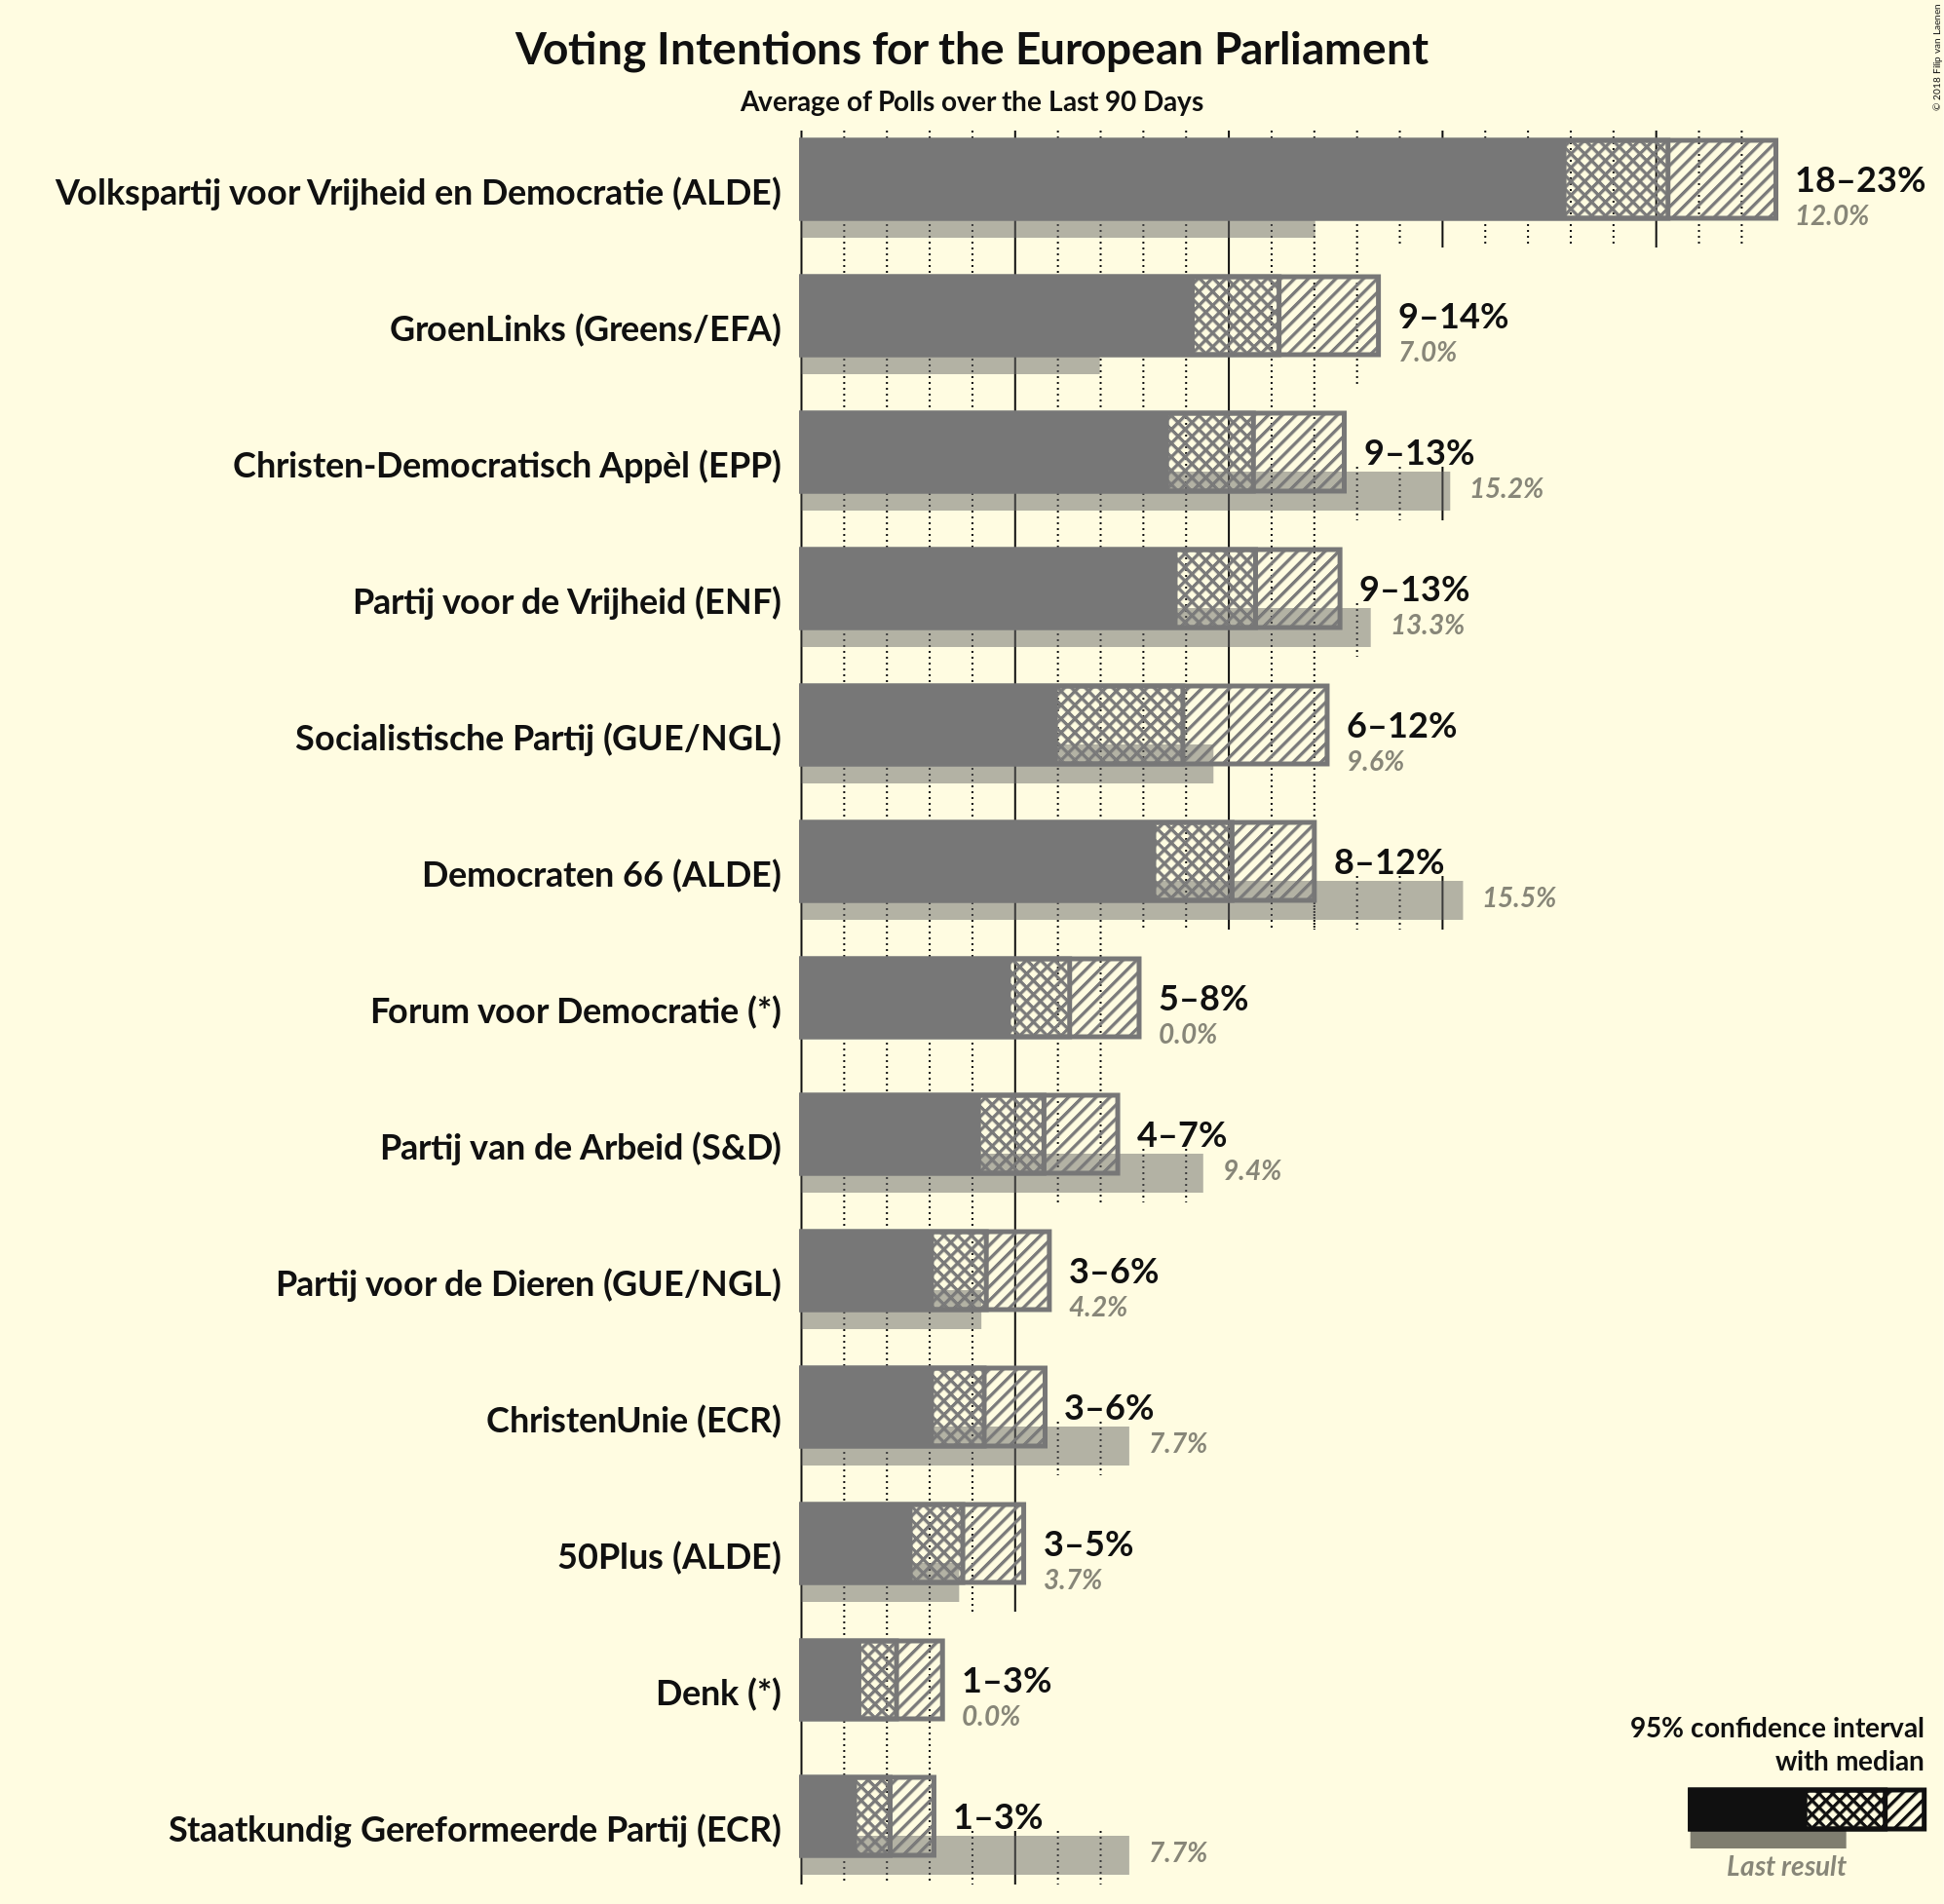 Voting Intentions for the European Parliament
Average of Polls over the Last 90 Days
© 2018 Filip van Laenen
Volkspartij voor Vrijheid en Democratie (ALDE)
18–23%
12.0%
GroenLinks (Greens/EFA)
9–14%
7.0%
Christen-Democratisch Appèl (EPP)
9–13%
15.2%
Partij voor de Vrijheid (ENF)
9–13%
13.3%
Socialistische Partij (GUE/NGL)
6–12%
9.6%
Democraten 66 (ALDE)
8–12%
15.5%
Forum voor Democratie (*)
5–8%
0.0%
Partij van de Arbeid (S&D)
4–7%
9.4%
Partij voor de Dieren (GUE/NGL)
3–6%
4.2%
ChristenUnie (ECR)
3–6%
7.7%
50Plus (ALDE)
3–5%
3.7%
Denk (*)
1–3%
0.0%
Staatkundig Gereformeerde Partij (ECR)
1–3%
7.7%
95% confidence interval
with median
Last result